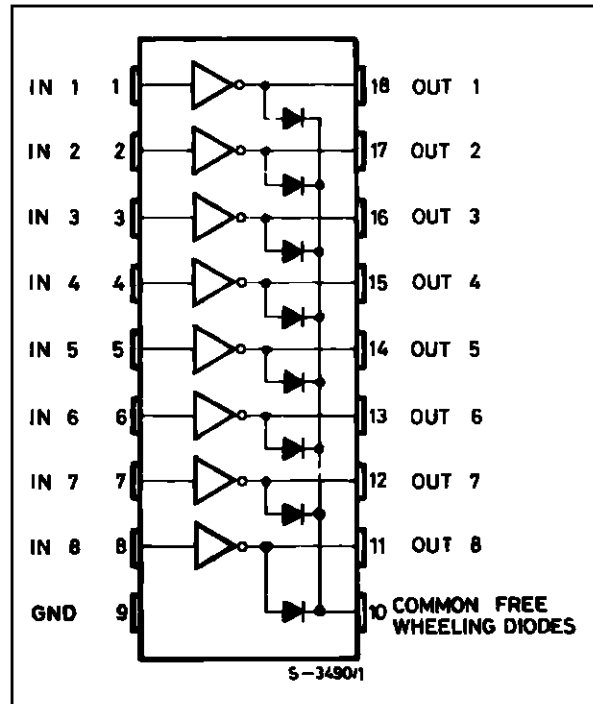 IN 1 1 18 OUT 1
IN 2 2 17 OUT 2
IN 3 3 16 OUT 3
IN 4 4 15 OUT 4
IN 5 5 14 OUT 5
IN 6 6 13 OUT 6
IN 7 7 12 OUT 7
IN 8 8 11 OUT 8
GND 9 10 COMMON FREE
WHEELING DIODES
S-3490/1